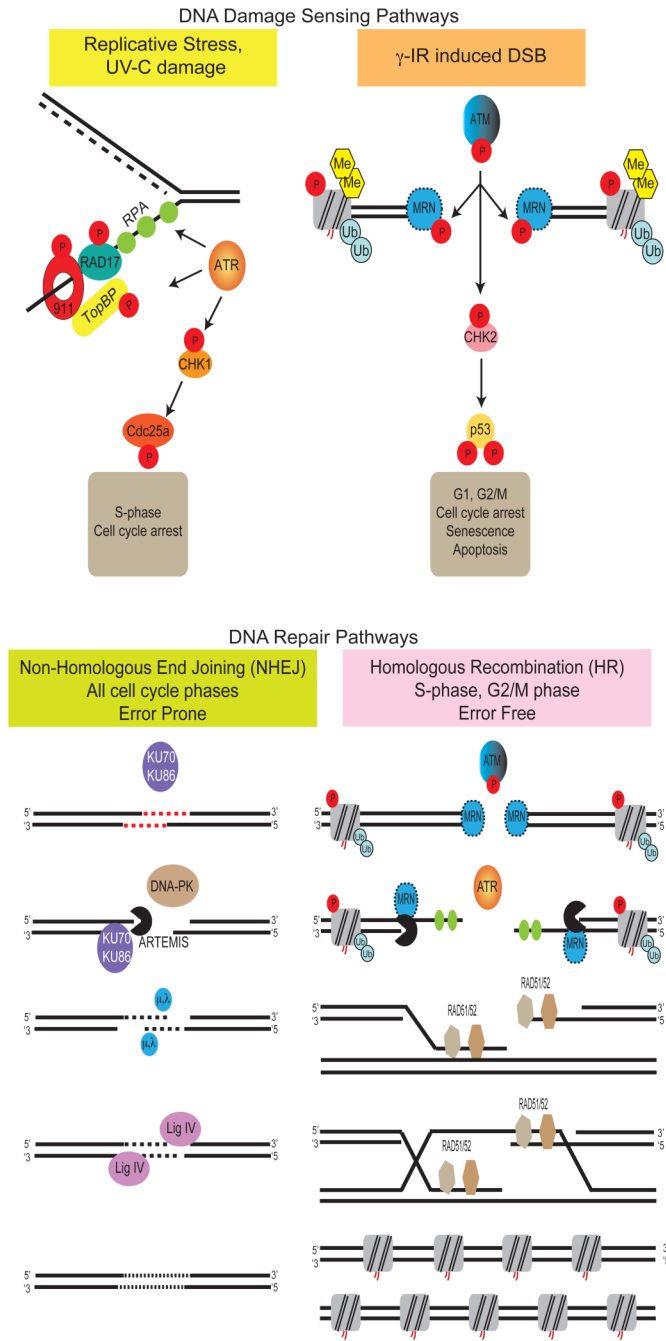 DNA Damage Sensing Pathways
Replicative Stress,
UV-C damage
γ-IR induced DSB
ATM
P
Me
Me
P
MRN
P
Ub
Ub
MRN
P
P
Me
Me
Ub
Ub
RPA
P
P
RAD17
911
TopBP
P
ATR
P
CHK1
Cdc25a
P
S-phase
Cell cycle arrest
P
CHK2
p53
P
P
G1, G2/M
Cell cycle arrest
Senescence
Apoptosis
DNA Repair Pathways
Non-Homologous End Joining (NHEJ)
All cell cycle phases
Error Prone
Homologous Recombination (HR)
S-phase, G2/M phase
Error Free
KU70
KU86
5'
3'
'3
'5
DNA-PK
5'
3'
'3
'5
KU70
KU86
ARTEMIS
μ,λ
5'
3'
'3
'5
μ,λ
Lig IV
5'
3'
'3
'5
Lig IV
5'
3'
'3
'5
ATM
P
P
P
MRN
MRN
5'
3'
'3
'5
Ub
Ub
Ub
Ub
ATR
P
P
MRN
5'
3'
'3
'5
MRN
Ub
Ub
Ub
Ub
RAD51/52
5'
3'
'3
'5
RAD51/52
RAD51/52
5'
3'
'3
'5
RAD51/52
5'
3'
'3
'5